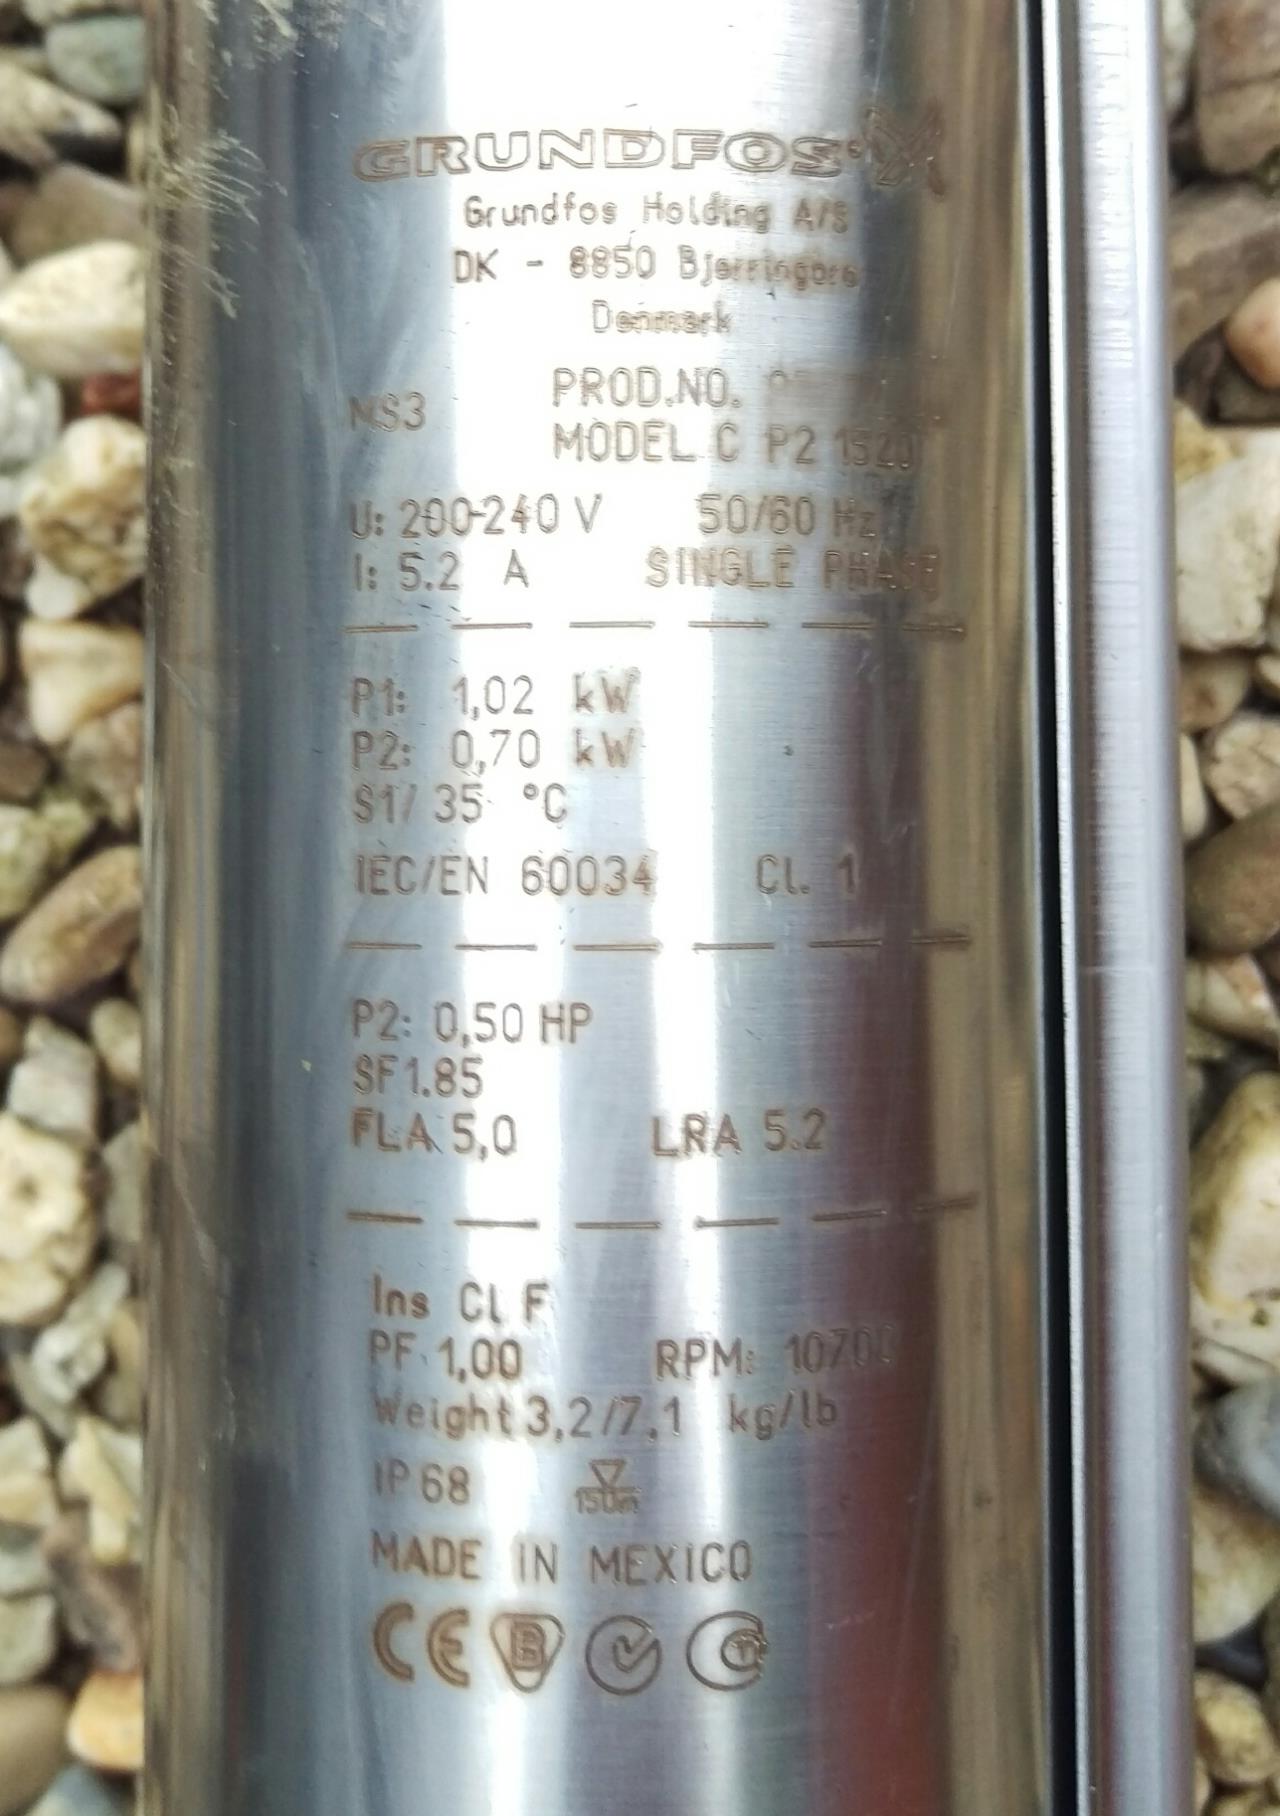 GRUNDFOS
Grundfos Holding A/S
DK - 8850 Bjerringbro
Denmark
MS3
PROD.NO.
MODEL C P2 1520
U: 200-240 V 50/60 Hz
I: 5.2 A SINGLE PHASE
P1: 1,02 kW
P2: 0,70 kW
S1/ 35 °C
IEC/EN 60034 Cl. 1
P2: 0,50 HP
SF1.85
FLA 5,0 LRA 5.2
Ins Cl F
PF 1,00 RPM: 10700
Weight 3,2/7,1 kg/lb
IP68 150m
MADE IN MEXICO
CE B